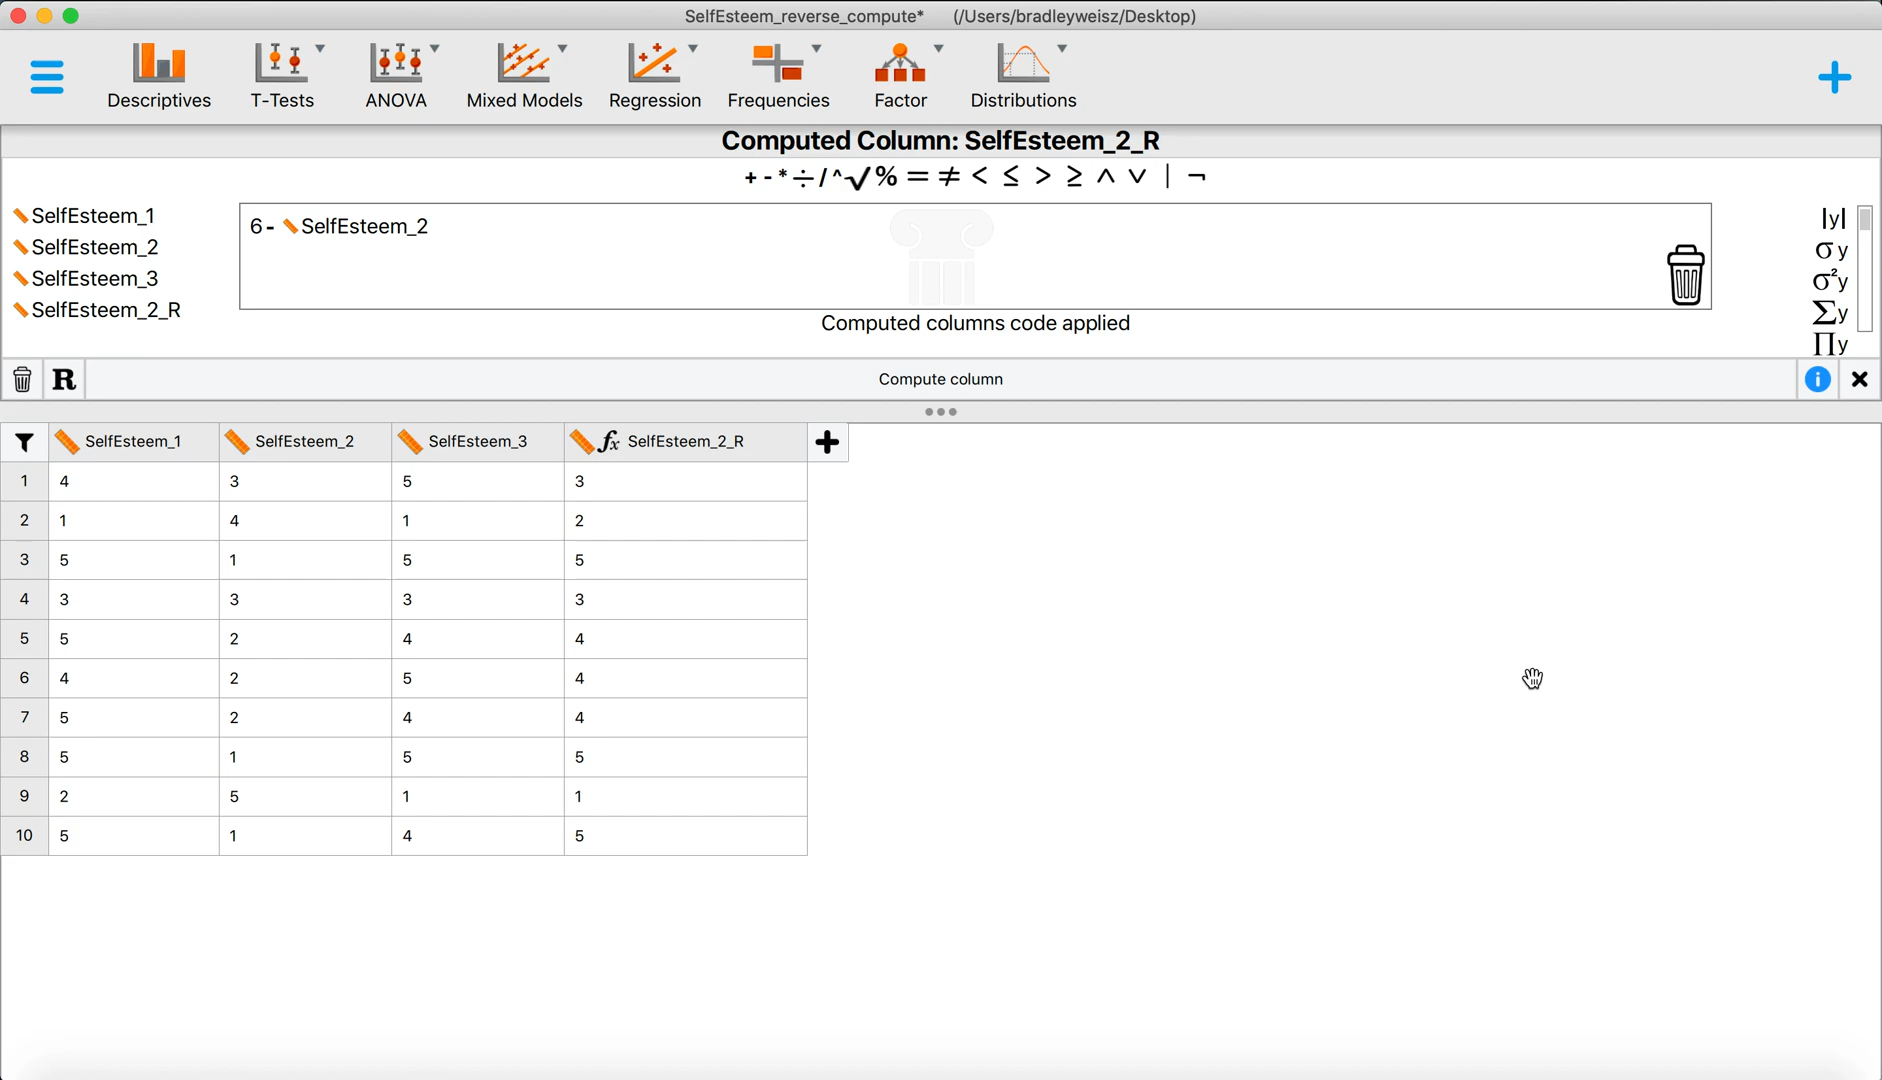 SelfEsteem_reverse_compute* (/Users/bradleyweisz/Desktop)
Descriptives T-Tests ANOVA Mixed Models Regression Frequencies Factor Distributions
Computed Column: SelfEsteem_2_R
+ - * ÷ / ^ √ % = ≠ < ≤ > ≥ ∧ ∨ | ¬
SelfEsteem_1
SelfEsteem_2
SelfEsteem_3
SelfEsteem_2_R
6 - SelfEsteem_2
|y|
σy
σ²y
∑y
∏y
Computed columns code applied
R Compute column i
SelfEsteem_1 SelfEsteem_2 SelfEsteem_3 fx SelfEsteem_2_R
1 4 3 5 3
2 1 4 1 2
3 5 1 5 5
4 3 3 3 3
5 5 2 4 4
6 4 2 5 4
7 5 2 4 4
8 5 1 5 5
9 2 5 1 1
10 5 1 4 5